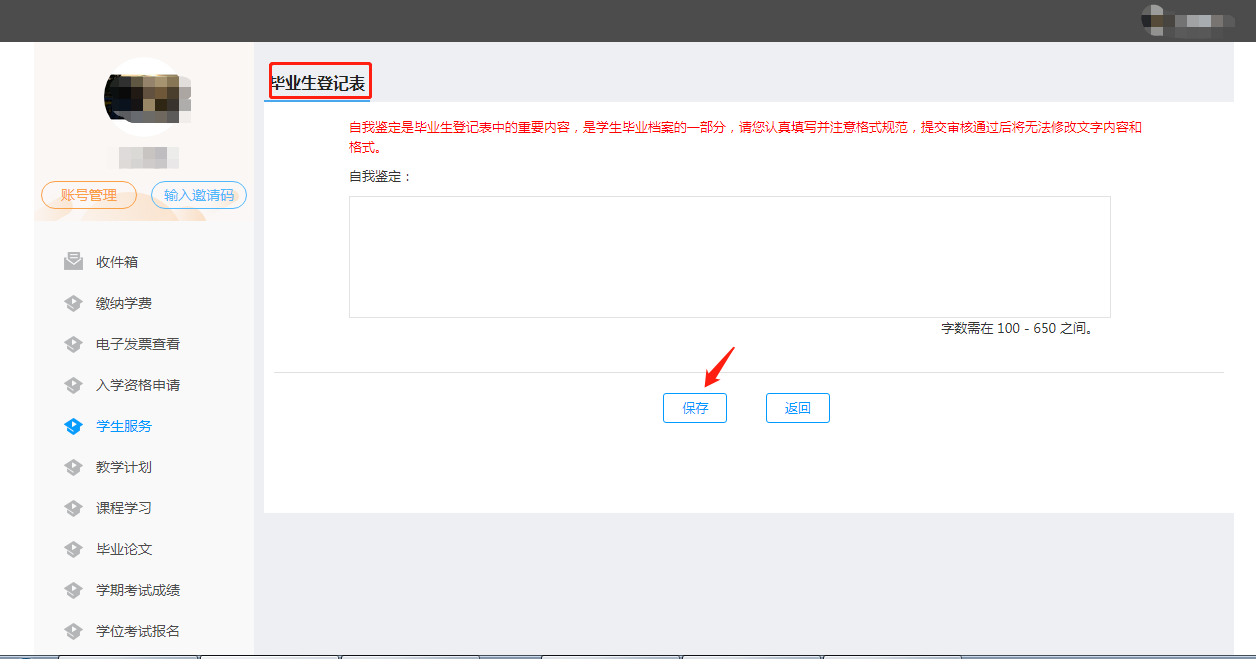 账号管理
输入邀请码
收件箱
缴纳学费
电子发票查看
入学资格申请
学生服务
教学计划
课程学习
毕业论文
学期考试成绩
学位考试报名
毕业生登记表
自我鉴定是毕业生登记表中的重要内容，是学生毕业档案的一部分，请您认真填写并注意格式规范，提交审核通过后将无法修改文字内容和
格式。
自我鉴定：
字数需在 100 - 650 之间。
保存
返回